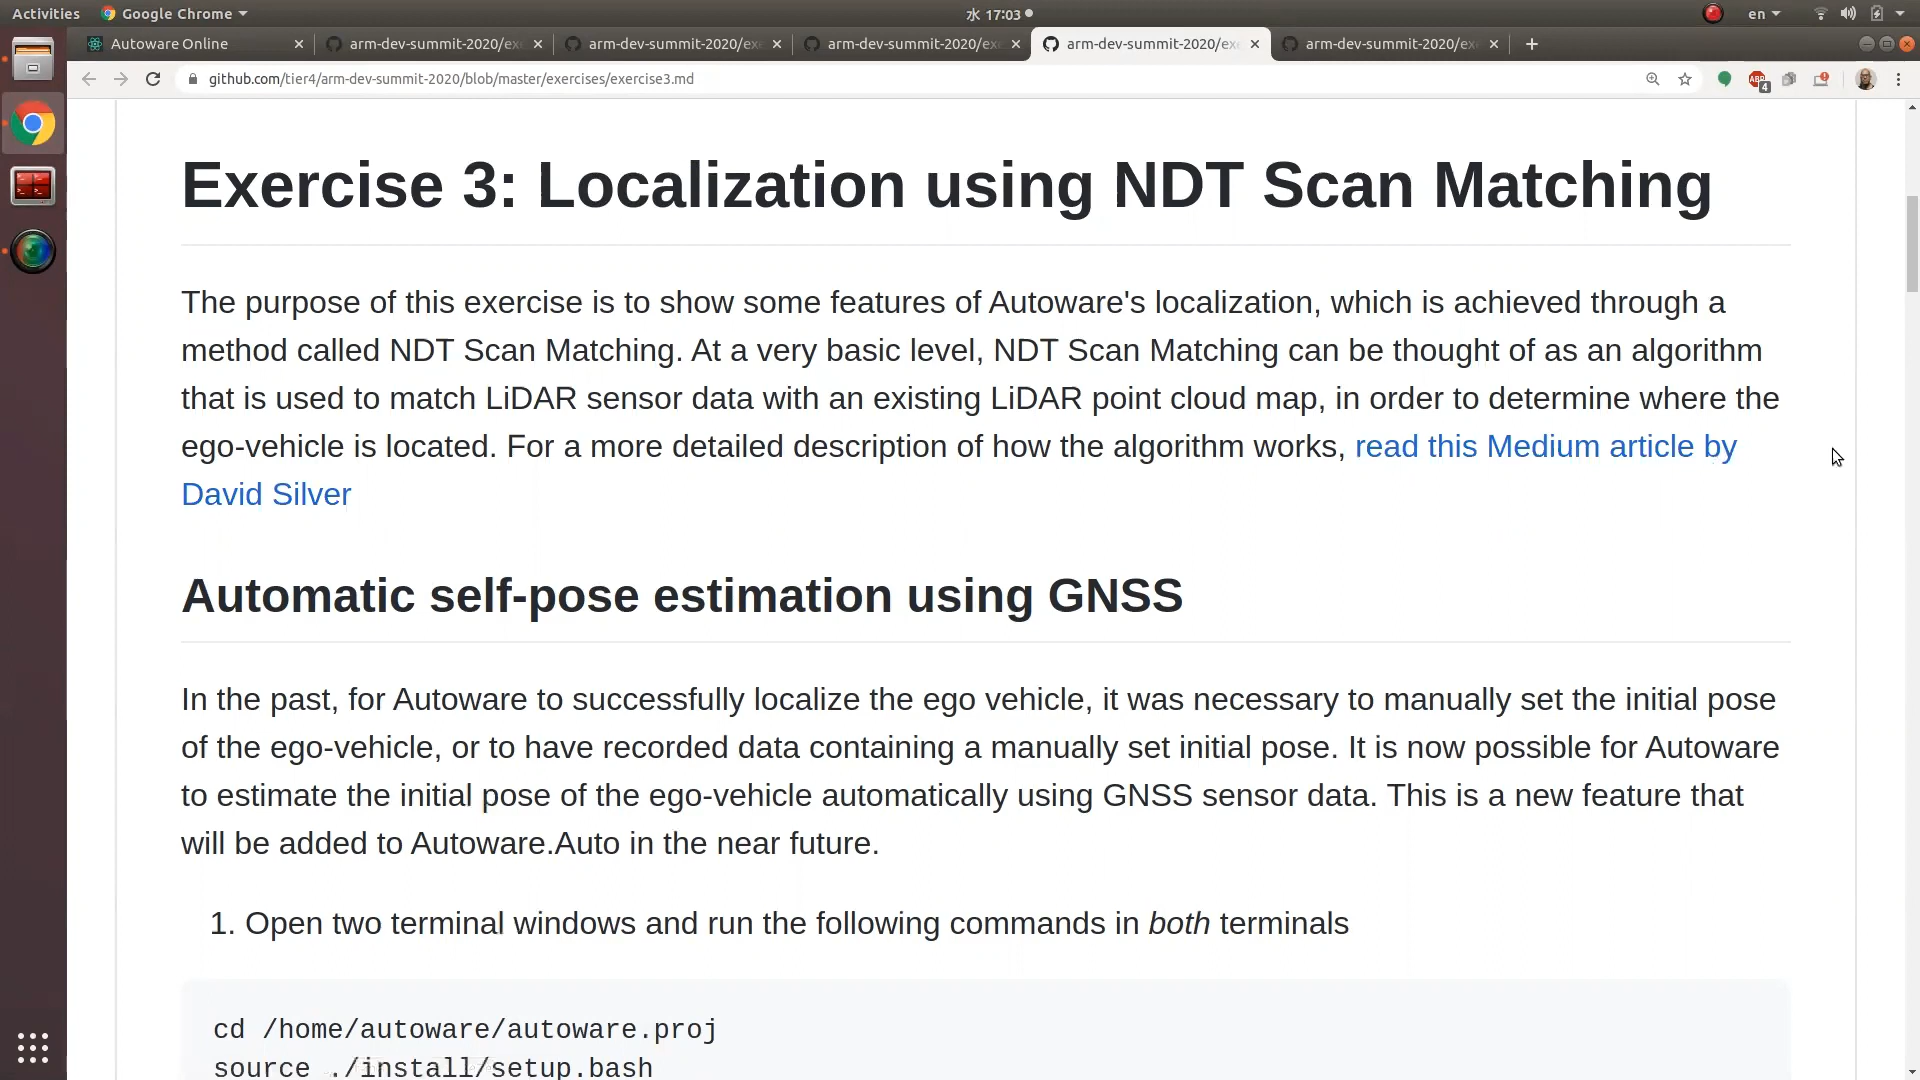 Activities
Google Chrome
水 17:03
en
Autoware Online
arm-dev-summit-2020/ex
arm-dev-summit-2020/ex
arm-dev-summit-2020/ex
arm-dev-summit-2020/ex
arm-dev-summit-2020/ex
github.com/tier4/arm-dev-summit-2020/blob/master/exercises/exercise3.md
ABP
4
Exercise 3: Localization using NDT Scan Matching
The purpose of this exercise is to show some features of Autoware's localization, which is achieved through a
method called NDT Scan Matching. At a very basic level, NDT Scan Matching can be thought of as an algorithm
that is used to match LiDAR sensor data with an existing LiDAR point cloud map, in order to determine where the
ego-vehicle is located. For a more detailed description of how the algorithm works, read this Medium article by
David Silver
Automatic self-pose estimation using GNSS
In the past, for Autoware to successfully localize the ego vehicle, it was necessary to manually set the initial pose
of the ego-vehicle, or to have recorded data containing a manually set initial pose. It is now possible for Autoware
to estimate the initial pose of the ego-vehicle automatically using GNSS sensor data. This is a new feature that
will be added to Autoware.Auto in the near future.
1. Open two terminal windows and run the following commands in both terminals
cd /home/autoware/autoware.proj
source ./install/setup.bash